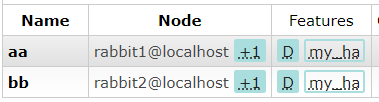 Name Node Features
aa rabbit1@localhost +1 D my_ha
bb rabbit2@localhost +1 D my_ha